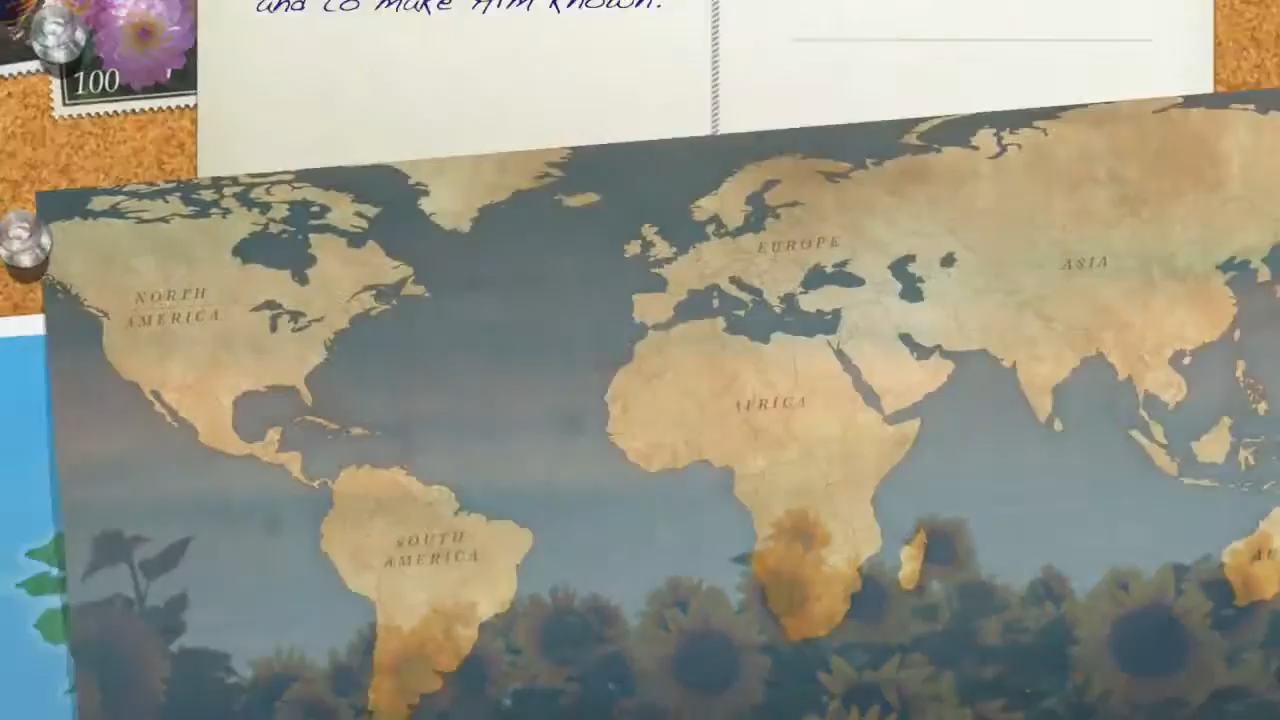 and to make Him known.
100
EUROPE
ASIA
NORTH
AMERICA
AFRICA
SOUTH
AMERICA